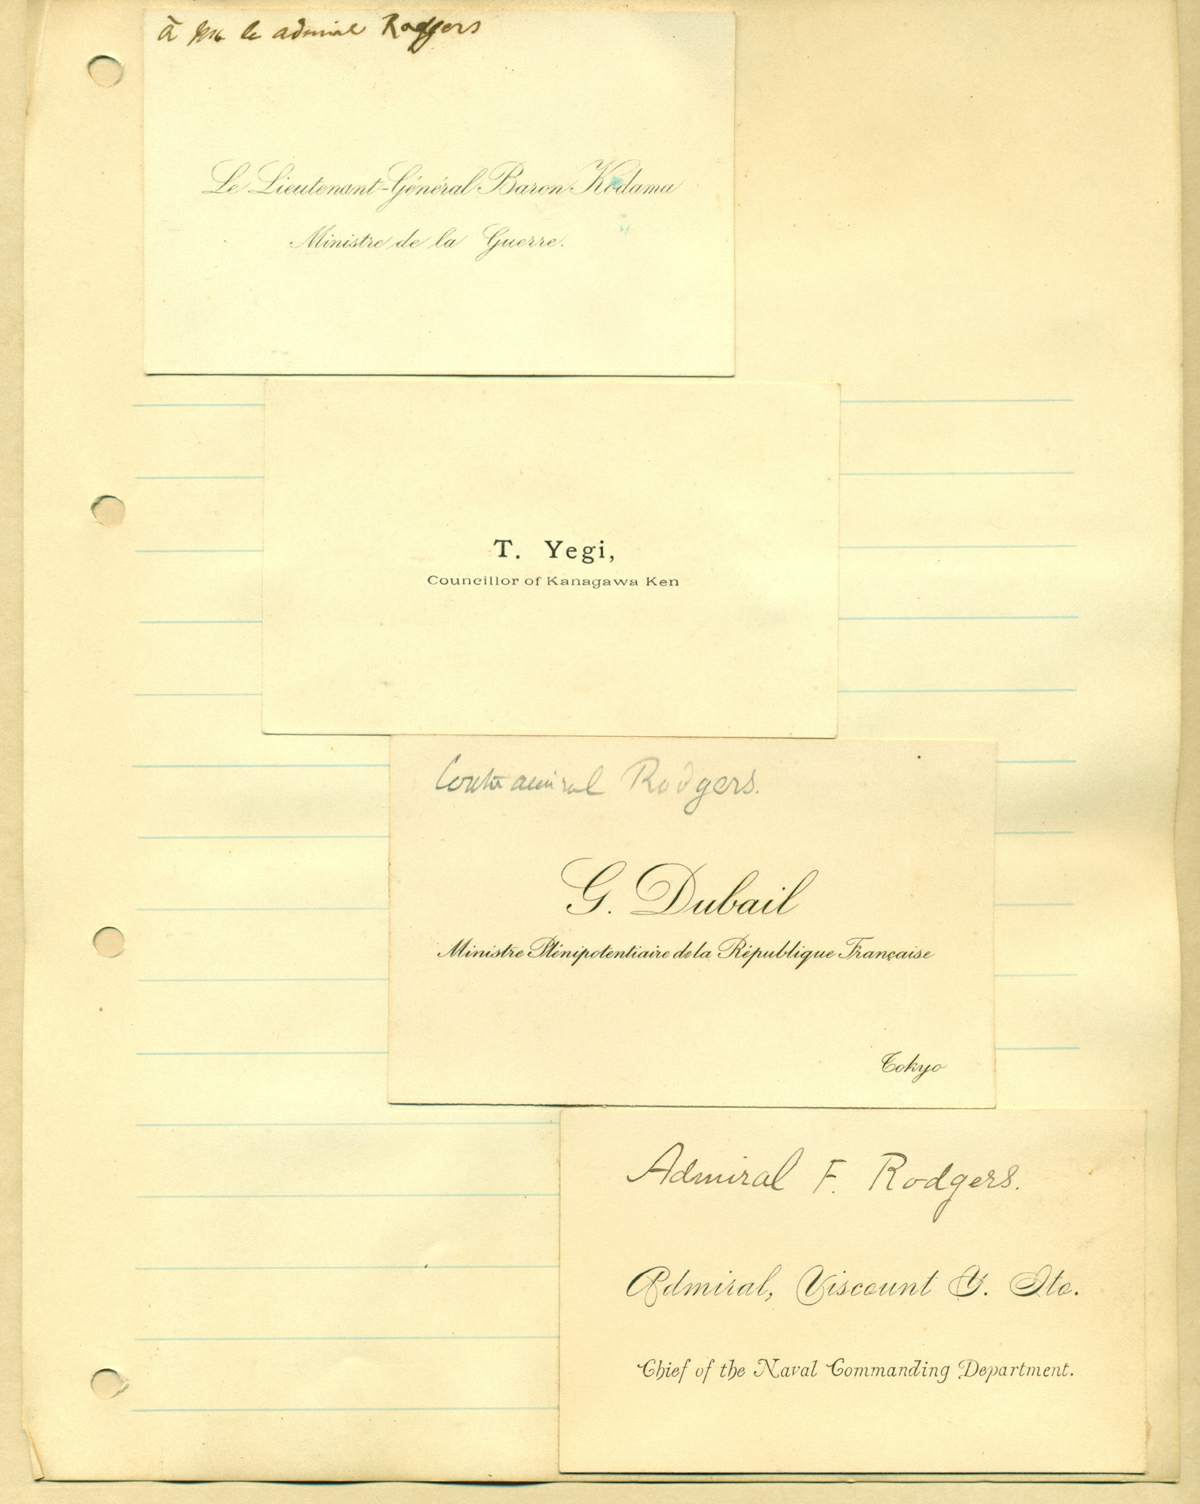 à Mr le admiral Rodgers
Le Lieutenant-Général Baron Kodama
Ministre de la Guerre.
T. Yegi,
Councillor of Kanagawa Ken
Contre amiral Rodgers.
G. Dubail
Ministre Plénipotentiaire de la République Française
Tokyo
Admiral F. Rodgers.
Admiral, Viscount Y. Ito.
Chief of the Naval Commanding Department.